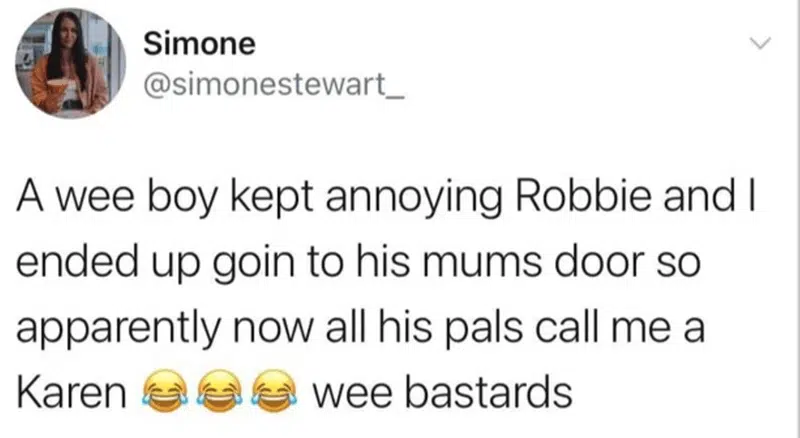 Simone
@simonestewart_
A wee boy kept annoying Robbie and I
ended up goin to his mums door so
apparently now all his pals call me a
Karen 😂😂😂 wee bastards